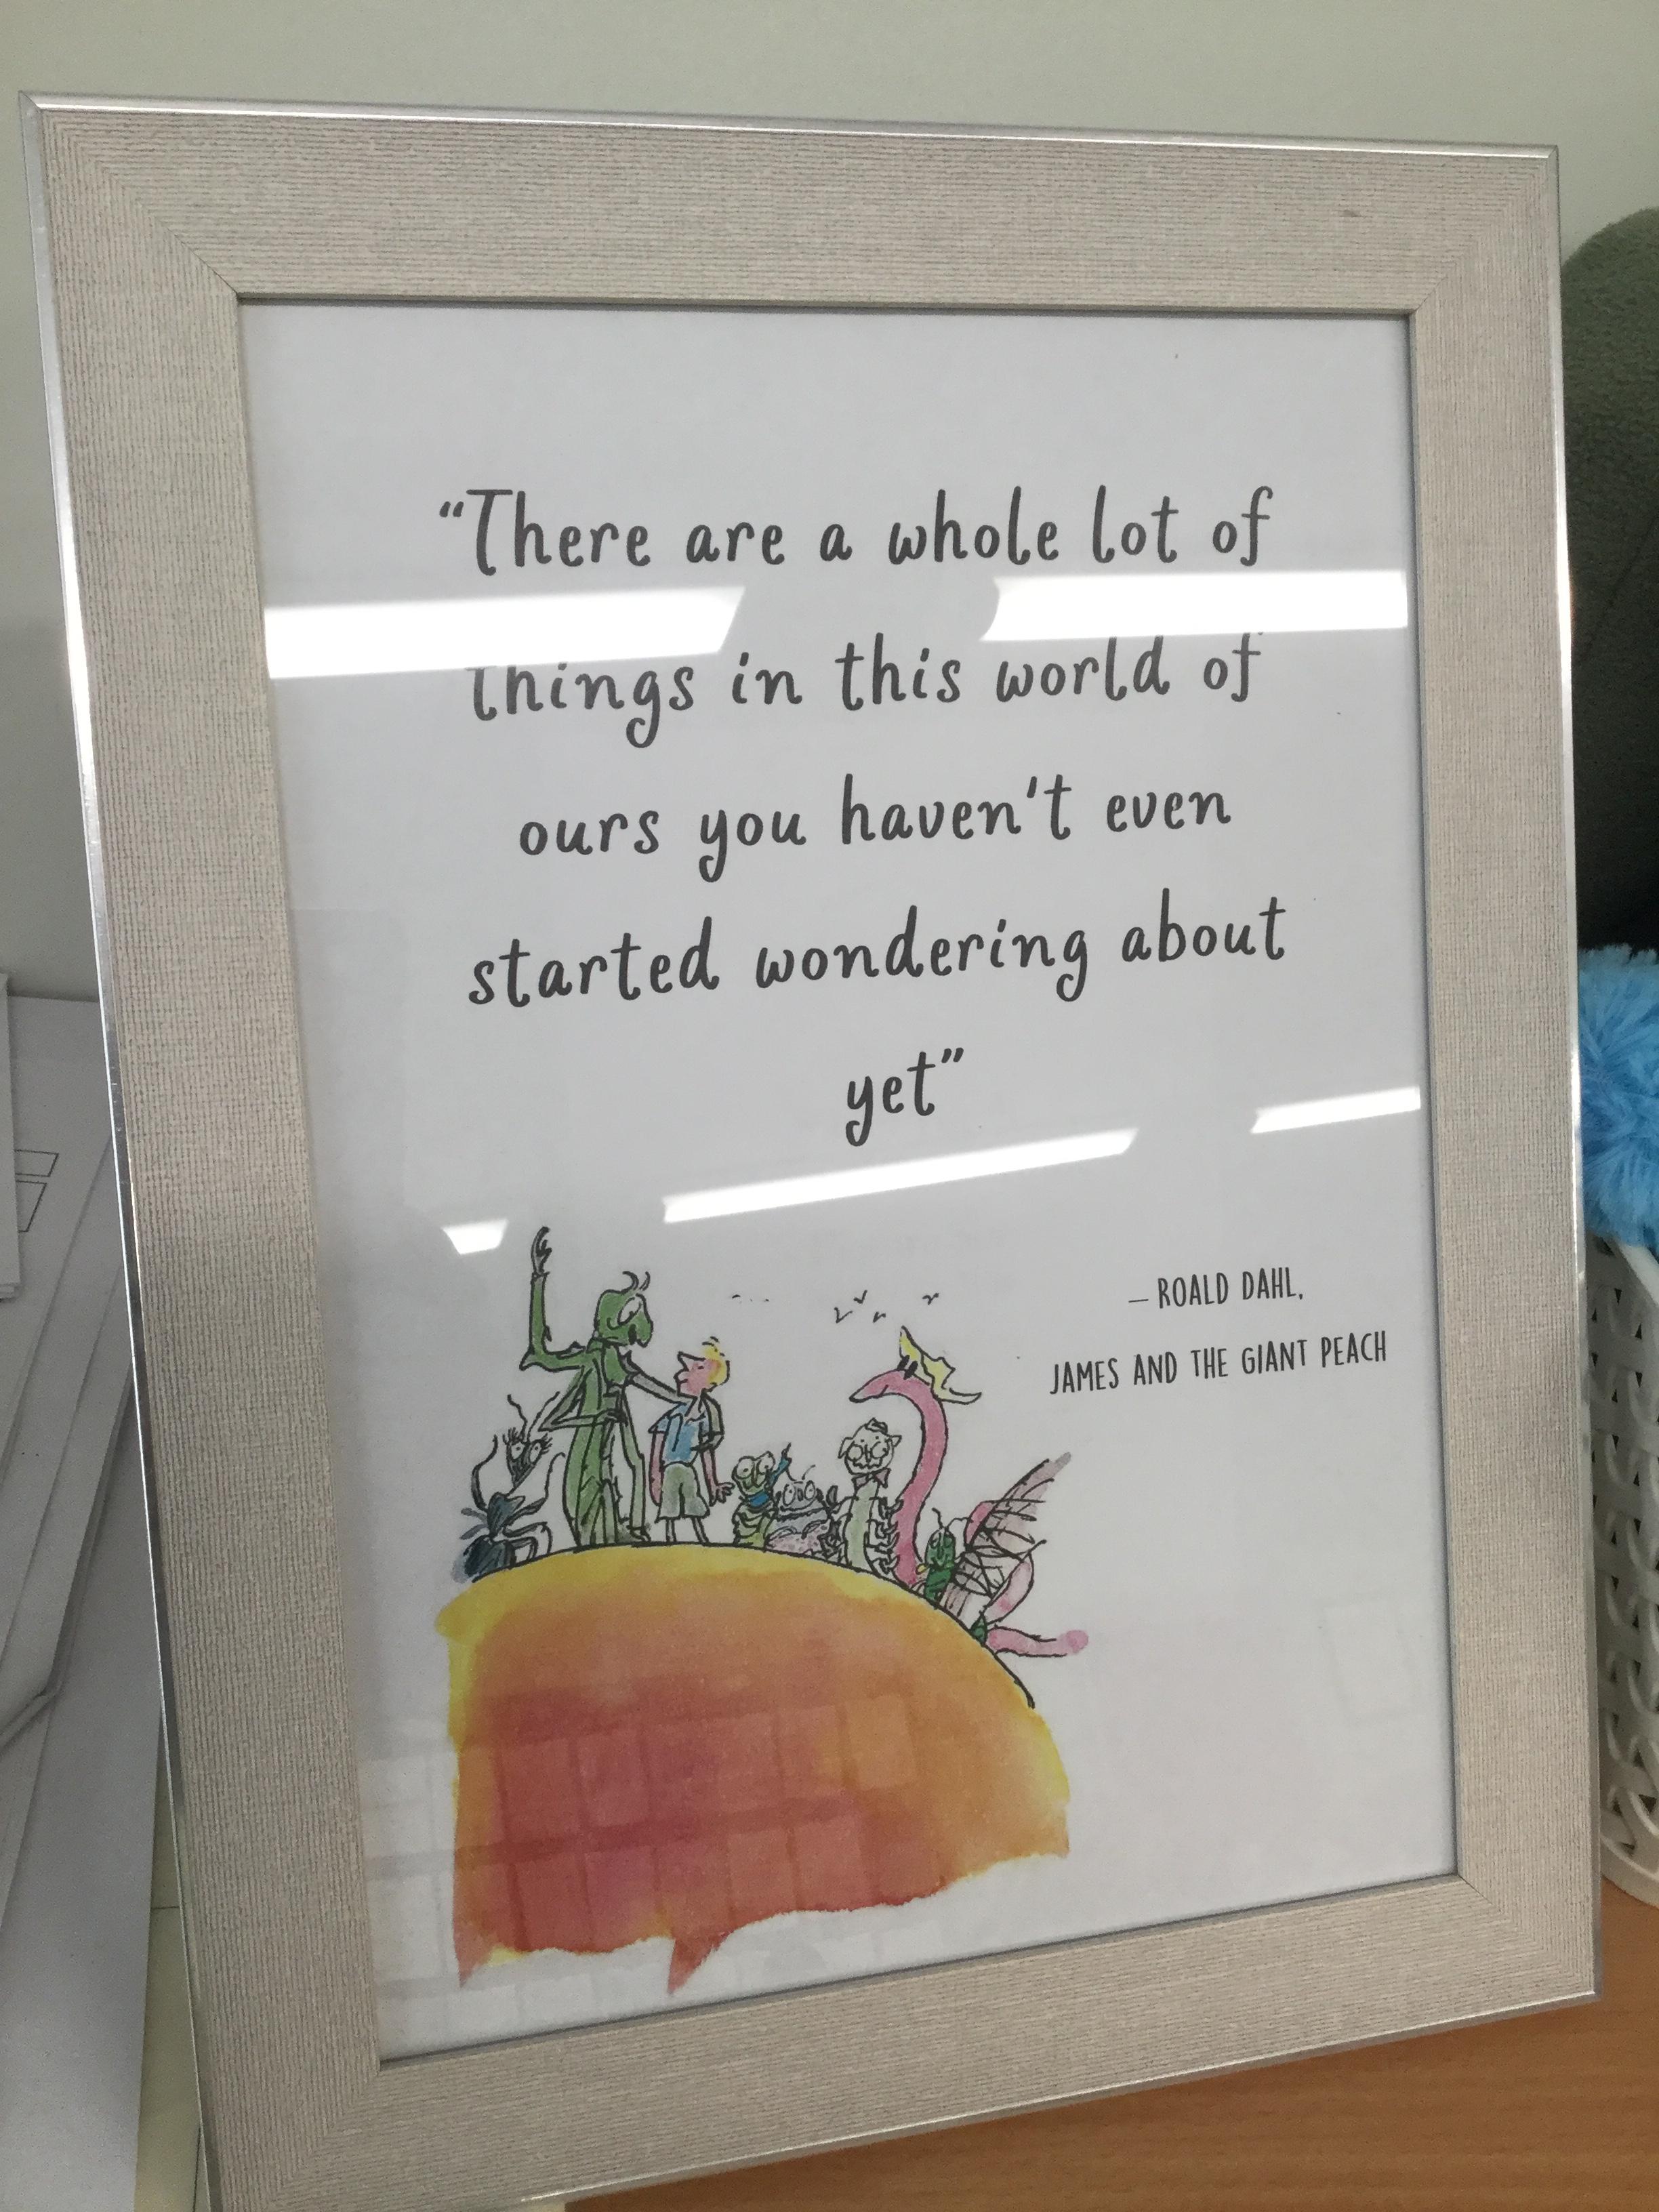 “There are a whole lot of
things in this world of
ours you haven't even
started wondering about
yet”
– ROALD DAHL,
JAMES AND THE GIANT PEACH